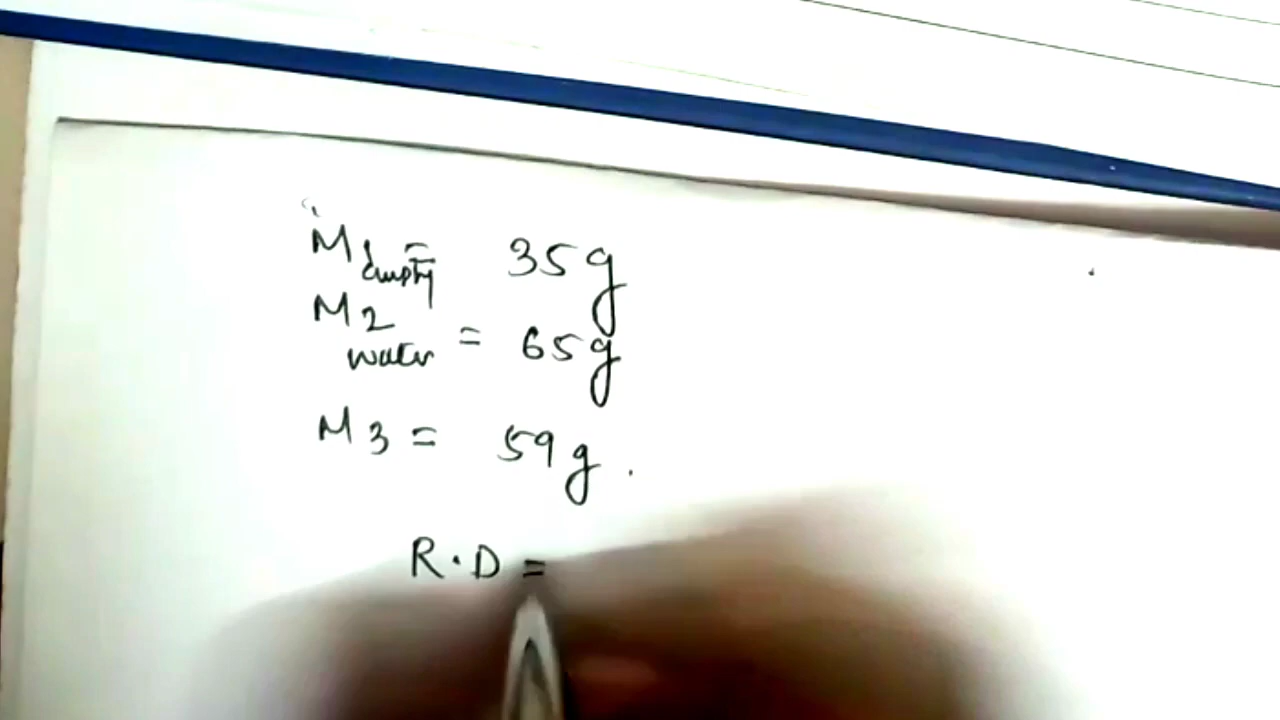 M1 empty = 35g
M2 water = 65g
M3 = 59g.
R.D =